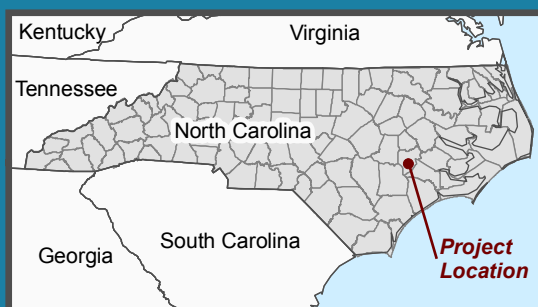 Kentucky
Virginia
Tennessee
North Carolina
South Carolina
Georgia
Project
Location